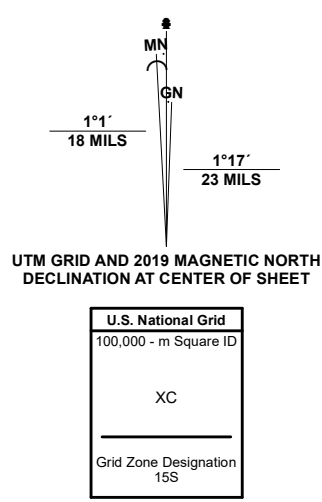 MN
GN
1°1´
18 MILS
1°17´
23 MILS
UTM GRID AND 2019 MAGNETIC NORTH
DECLINATION AT CENTER OF SHEET
U.S. National Grid
100,000 - m Square ID
XC
Grid Zone Designation
15S